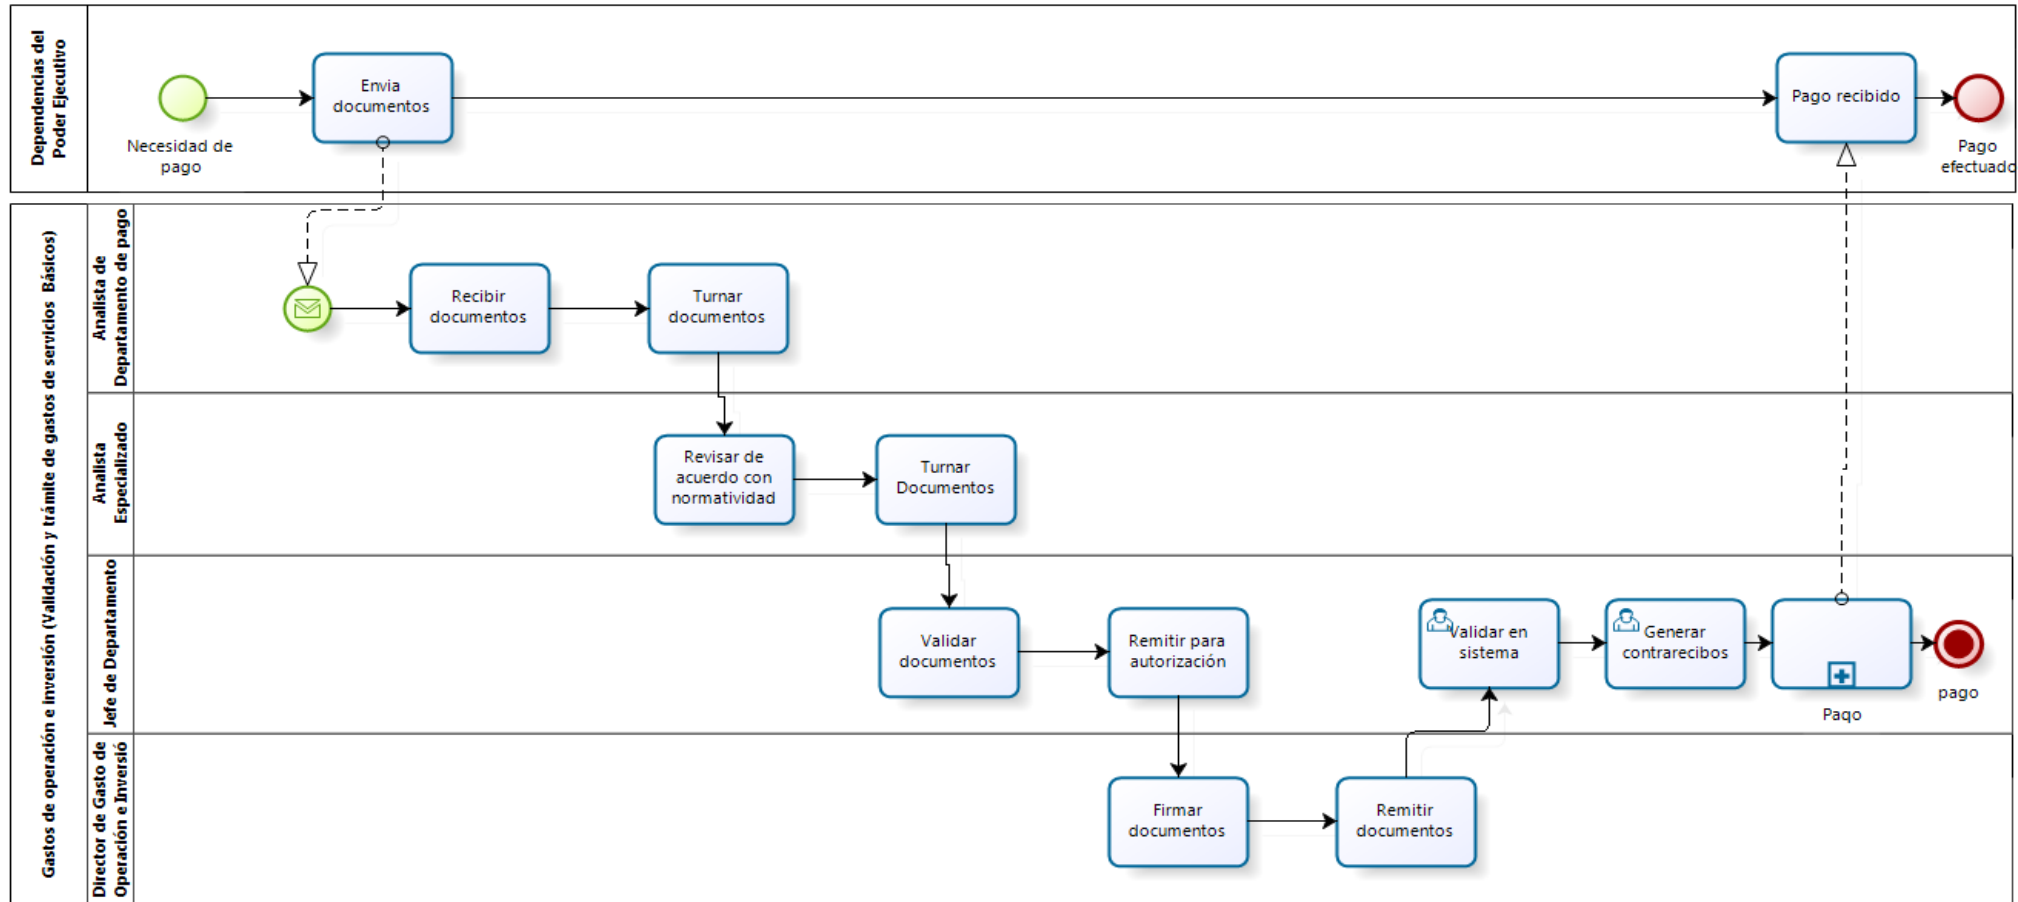 Dependencias del
Poder Ejecutivo
Necesidad de
pago
Envia
documentos
Pago recibido
Pago
efectuado
Gastos de operación e inversión (Validación y trámite de gastos de servicios Básicos)
Analista de
Departamento de pago
Recibir
documentos
Turnar
documentos
Analista
Especializado
Revisar de
acuerdo con
normatividad
Turnar
Documentos
Jefe de Departamento
Validar
documentos
Remitir para
autorización
Validar en
sistema
Generar
contrarecibos
Pago
pago
Director de Gasto de
Operación e Inversió
Firmar
documentos
Remitir
documentos